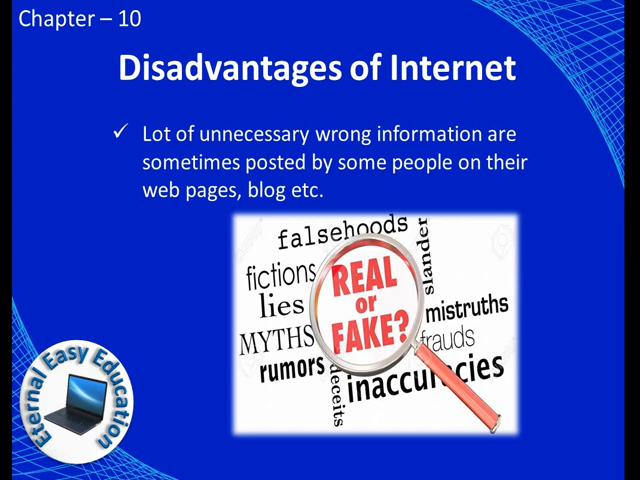 Chapter – 10
Disadvantages of Internet
✓ Lot of unnecessary wrong information are
sometimes posted by some people on their
web pages, blog etc.
falsehoods
slander
fictions
REAL
or
FAKE?
lies
mistruths
MYTHS
frauds
rumors
deceits
inaccuracies
Eternal Easy Education